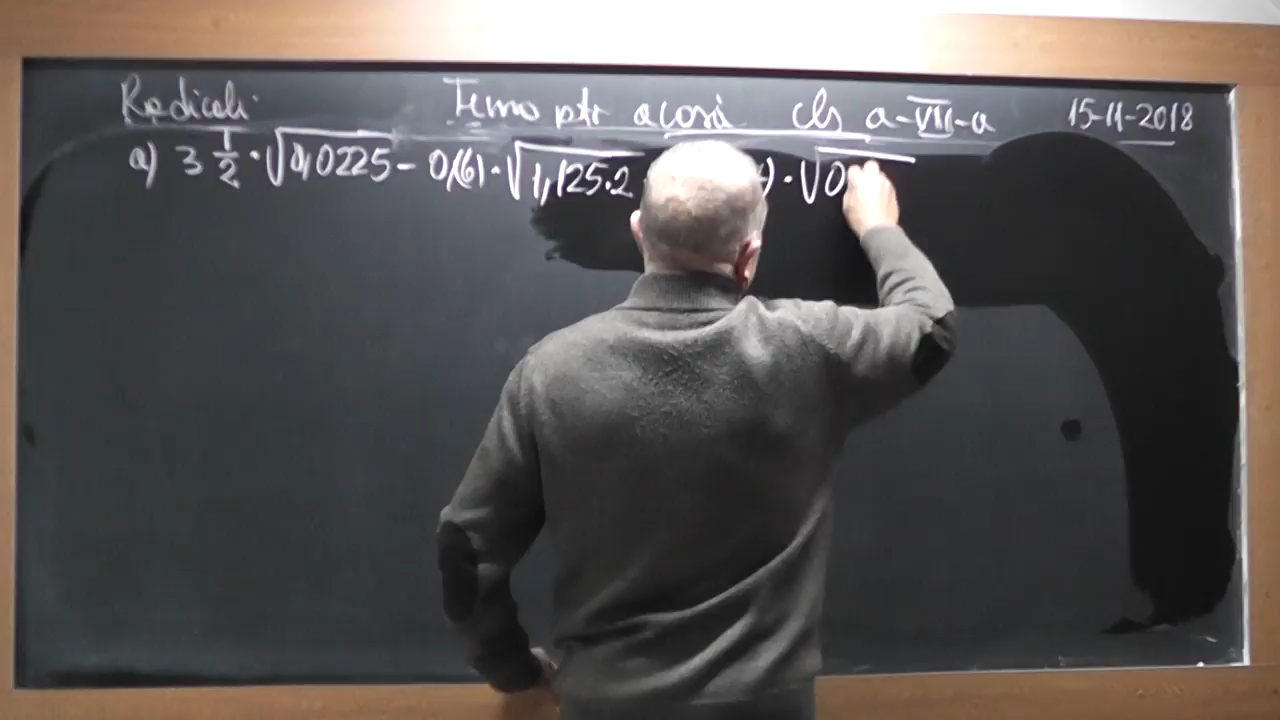 Radicali Temo ptr acasă cls a-VIII-a 15-11-2018
a) 3 1/2 · √0,0225 - 0,(6) · √1,125.2 ) · √0